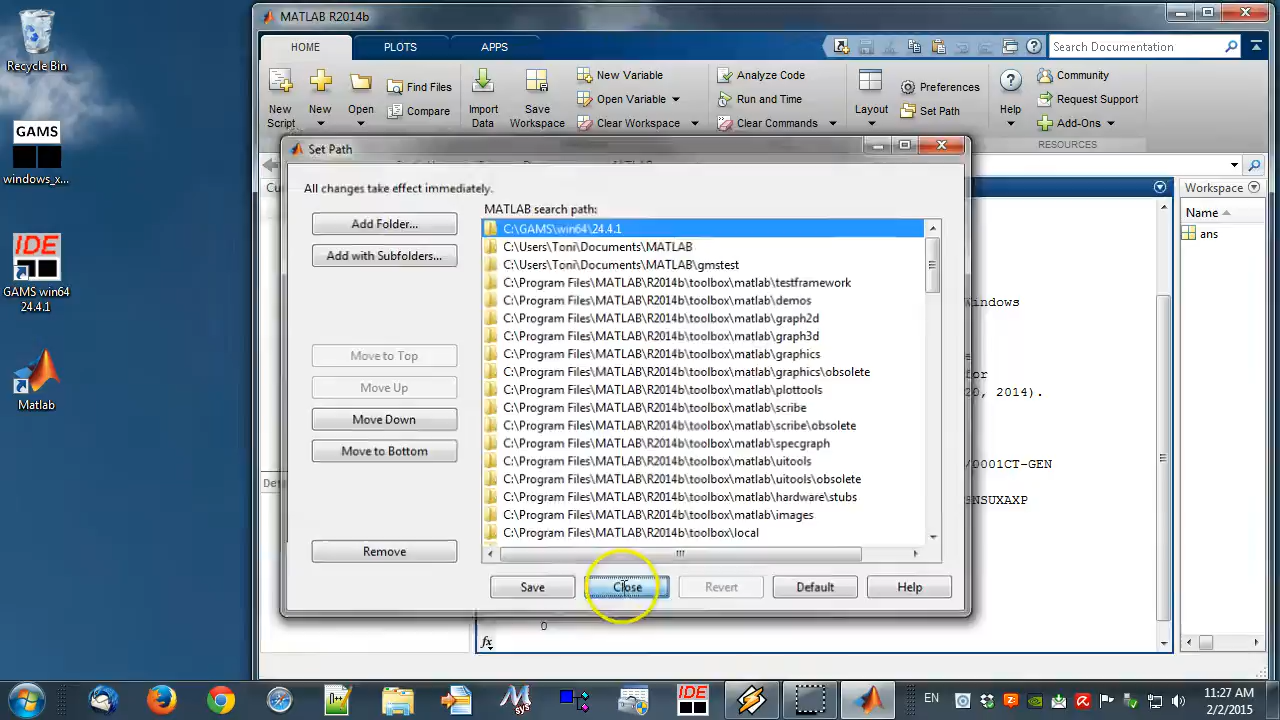 Recycle Bin
GAMS
windows_x...
IDE
GAMS win64
24.4.1
Matlab
MATLAB R2014b
HOME
PLOTS
APPS
Search Documentation
New
Script
New
Open
Find Files
Compare
Import
Data
Save
Workspace
New Variable
Open Variable
Clear Workspace
Analyze Code
Run and Time
Clear Commands
Layout
Preferences
Set Path
Help
Community
Request Support
Add-Ons
RESOURCES
Set Path
All changes take effect immediately.
MATLAB search path:
Add Folder...
Add with Subfolders...
Move to Top
Move Up
Move Down
Move to Bottom
Remove
C:\GAMS\win64\24.4.1
C:\Users\Toni\Documents\MATLAB
C:\Users\Toni\Documents\MATLAB\gmstest
C:\Program Files\MATLAB\R2014b\toolbox\matlab\testframework
C:\Program Files\MATLAB\R2014b\toolbox\matlab\demos
C:\Program Files\MATLAB\R2014b\toolbox\matlab\graph2d
C:\Program Files\MATLAB\R2014b\toolbox\matlab\graph3d
C:\Program Files\MATLAB\R2014b\toolbox\matlab\graphics
C:\Program Files\MATLAB\R2014b\toolbox\matlab\graphics\obsolete
C:\Program Files\MATLAB\R2014b\toolbox\matlab\plottools
C:\Program Files\MATLAB\R2014b\toolbox\matlab\scribe
C:\Program Files\MATLAB\R2014b\toolbox\matlab\scribe\obsolete
C:\Program Files\MATLAB\R2014b\toolbox\matlab\specgraph
C:\Program Files\MATLAB\R2014b\toolbox\matlab\uitools
C:\Program Files\MATLAB\R2014b\toolbox\matlab\uitools\obsolete
C:\Program Files\MATLAB\R2014b\toolbox\matlab\hardware\stubs
C:\Program Files\MATLAB\R2014b\toolbox\matlab\images
C:\Program Files\MATLAB\R2014b\toolbox\local
Save
Close
Revert
Default
Help
Workspace
Name
ans
indows
for
20, 2014).
/0001CT-GEN
ENSUXAXP
0
fx
sys
IDE
EN
11:27 AM
2/2/2015